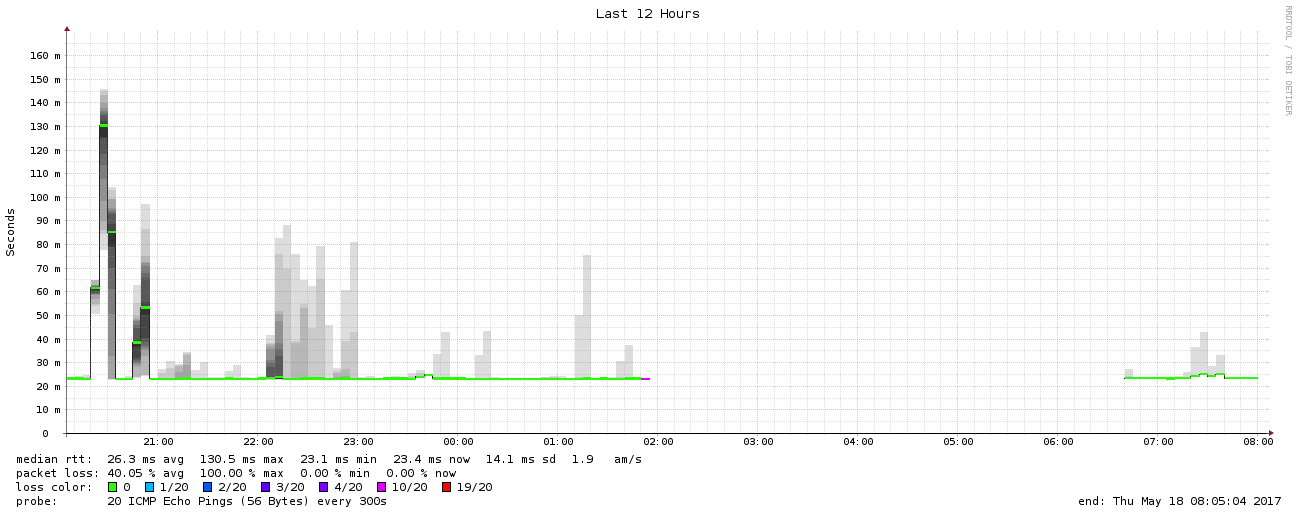 Last 12 Hours
RRDTOOL / TOBI OETIKER
Seconds
160 m
150 m
140 m
130 m
120 m
110 m
100 m
90 m
80 m
70 m
60 m
50 m
40 m
30 m
20 m
10 m
0
21:00 22:00 23:00 00:00 01:00 02:00 03:00 04:00 05:00 06:00 07:00 08:00
median rtt: 26.3 ms avg 130.5 ms max 23.1 ms min 23.4 ms now 14.1 ms sd 1.9 am/s
packet loss: 40.05 % avg 100.00 % max 0.00 % min 0.00 % now
loss color: 0 1/20 2/20 3/20 4/20 10/20 19/20
probe: 20 ICMP Echo Pings (56 Bytes) every 300s end: Thu May 18 08:05:04 2017